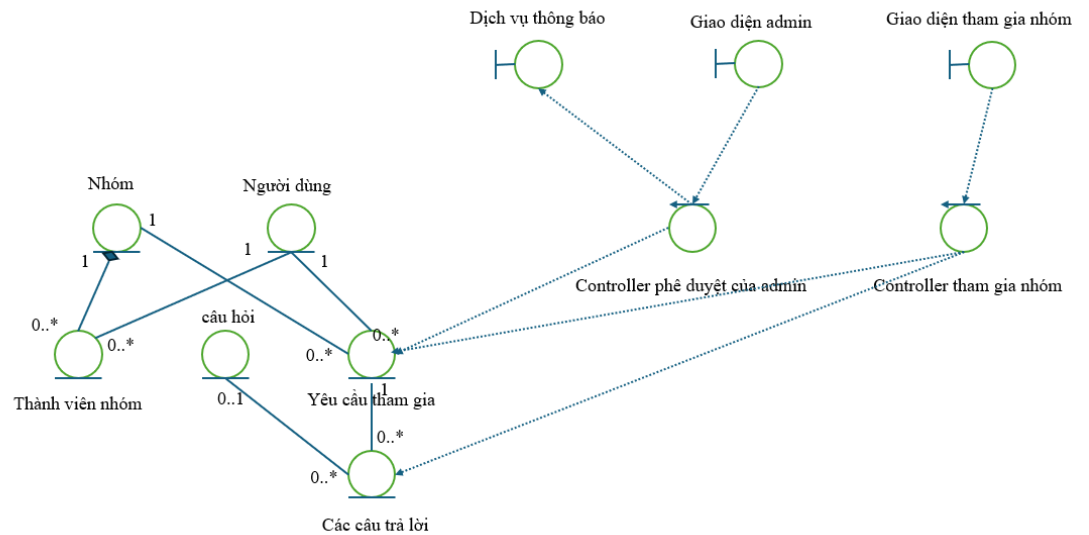 Dịch vụ thông báo
Giao diện admin
Giao diện tham gia nhóm
Nhóm
Người dùng
1
1
1
1
Controller phê duyệt của admin
Controller tham gia nhóm
câu hỏi
0..*
0..*
0..*
0..*
Thành viên nhóm
0..1
Yêu cầu tham gia
1
0..*
0..*
Các câu trả lời